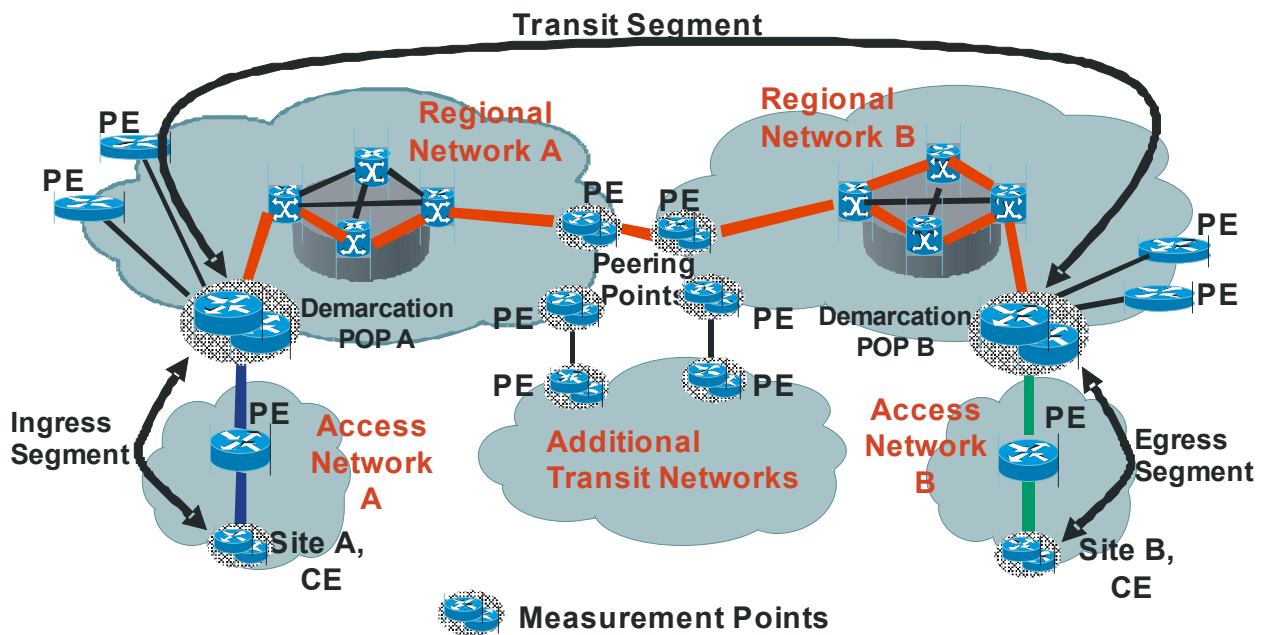 Transit Segment
PE
PE
Regional
Network A
Regional
Network B
PE
PE
Peering
Points
PE
PE
Demarcation
POP A
PE
PE
Demarcation
POP B
PE
PE
Ingress
Segment
PE
Access
Network
A
Additional
Transit Networks
Access
Network
B
PE
Egress
Segment
Site A,
CE
Site B,
CE
Measurement Points